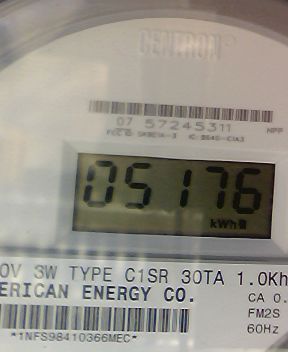 CENTRON
07 57245311
HPP
05176
kWh
0V 3W TYPE C1SR 30TA 1.0Kh
ERICAN ENERGY CO.
CA 0.
FM2S
60Hz
*1NFS98410366MEC*